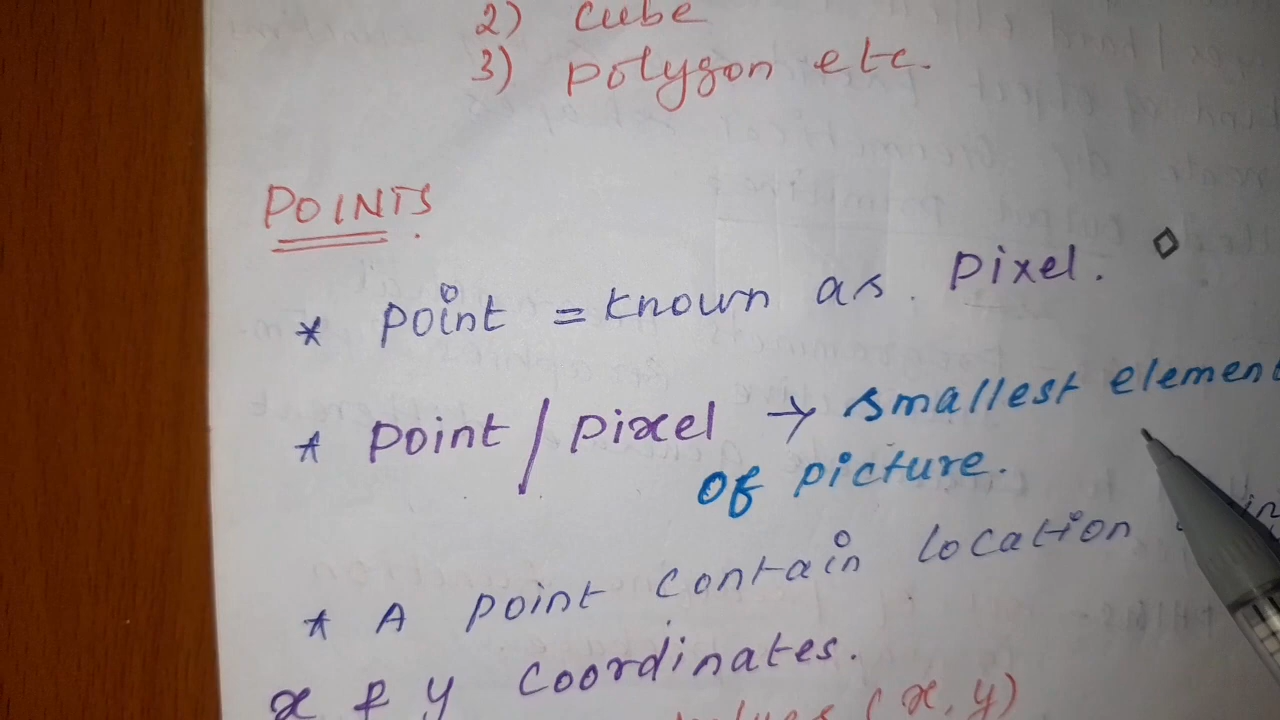 2) cube
3) polygon etc.
POINTS
* point = known as pixel.
* point / pixel → smallest element
of picture.
* A point contain location in
x & y coordinates.
(x, y)